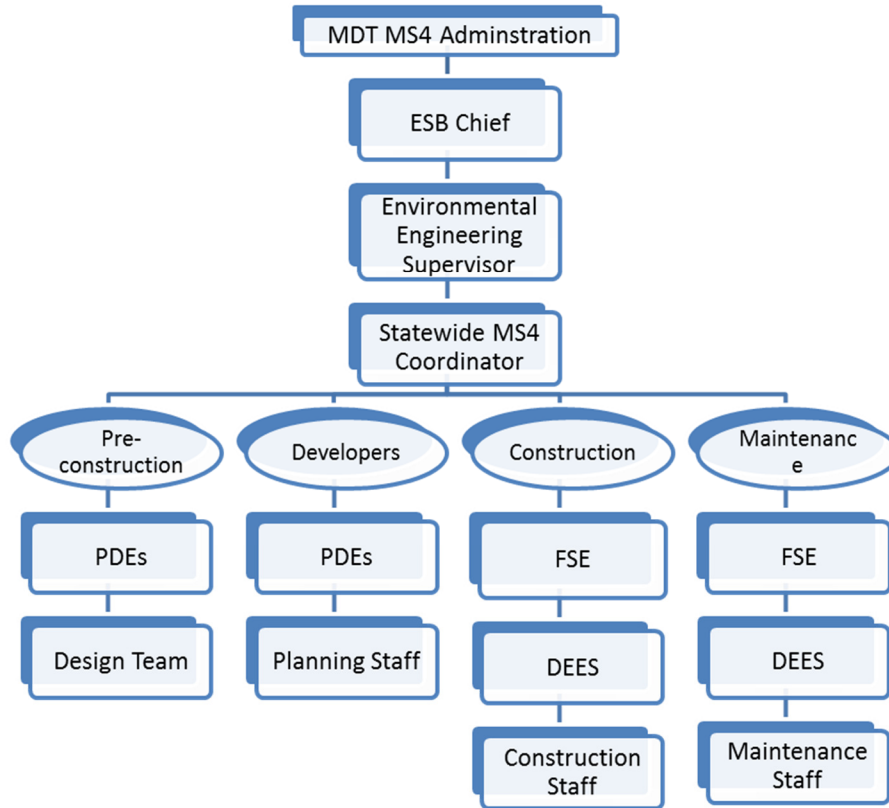 MDT MS4 Adminstration
ESB Chief
Environmental
Engineering
Supervisor
Statewide MS4
Coordinator
Pre-
construction
Developers
Construction
Maintenanc
e
PDEs
PDEs
FSE
FSE
Design Team
Planning Staff
DEES
DEES
Construction
Staff
Maintenance
Staff